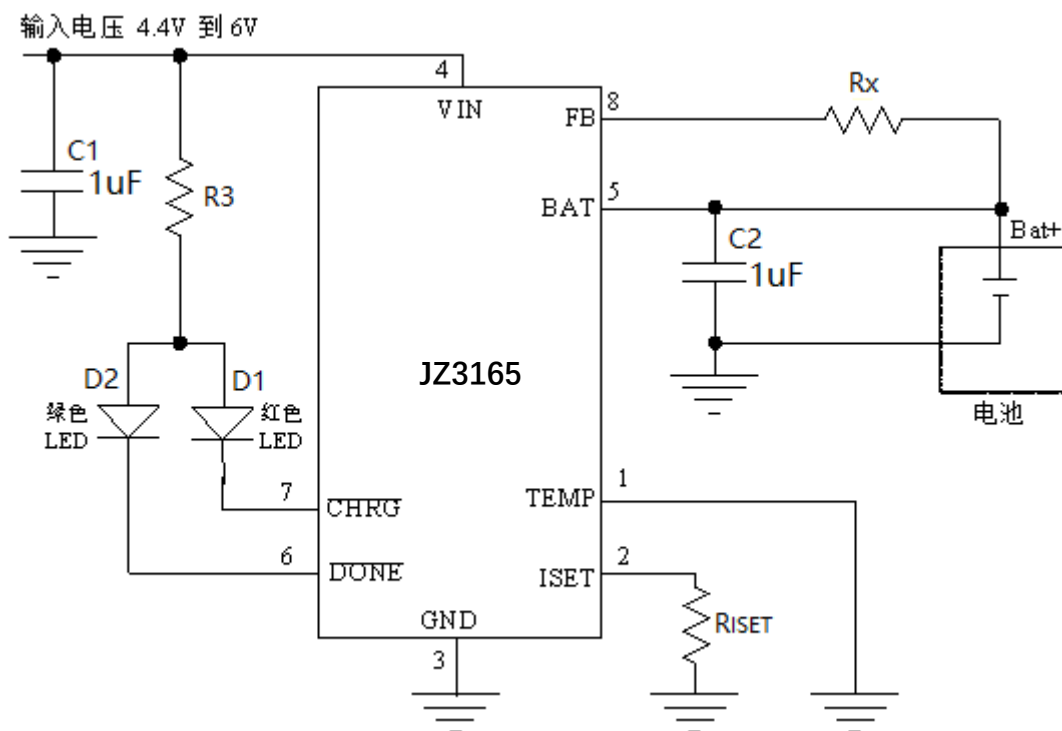 输入电压 4.4V 到 6V
4
VIN
Rx
8
FB
C1
1uF
R3
5
BAT
Bat+
C2
1uF
JZ3165
D2
D1
绿色
LED
红色
LED
电池
7
CHRG
1
TEMP
6
DONE
2
ISET
GND
RISET
3